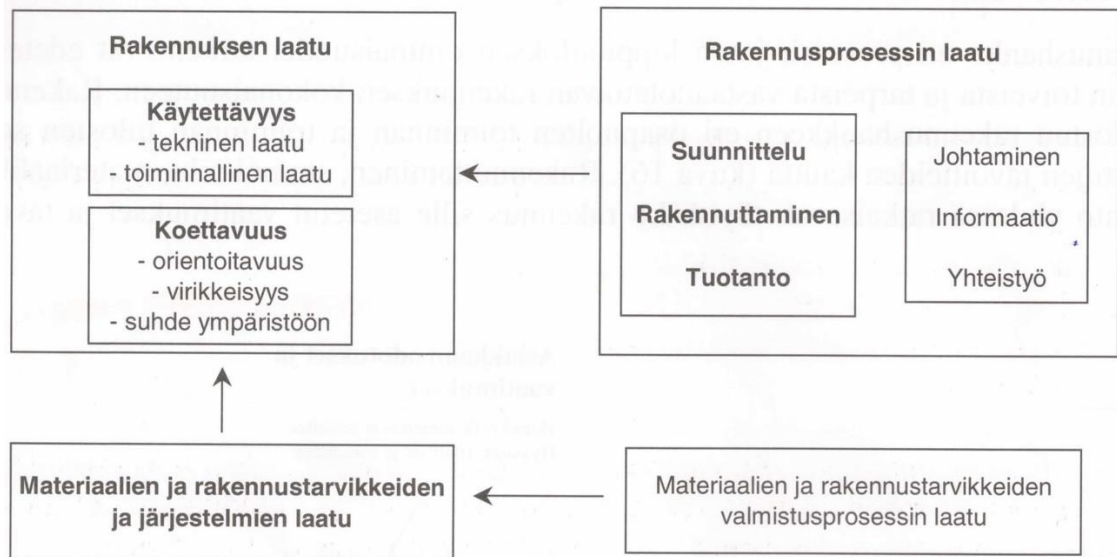 Rakennuksen laatu
Käytettävyys
- tekninen laatu
- toiminnallinen laatu
Koettavuus
- orientoitavuus
- virikkeisyys
- suhde ympäristöön
Rakennusprosessin laatu
Suunnittelu
Rakennuttaminen
Tuotanto
Johtaminen
Informaatio
Yhteistyö
Materiaalien ja rakennustarvikkeiden
ja järjestelmien laatu
Materiaalien ja rakennustarvikkeiden
valmistusprosessin laatu